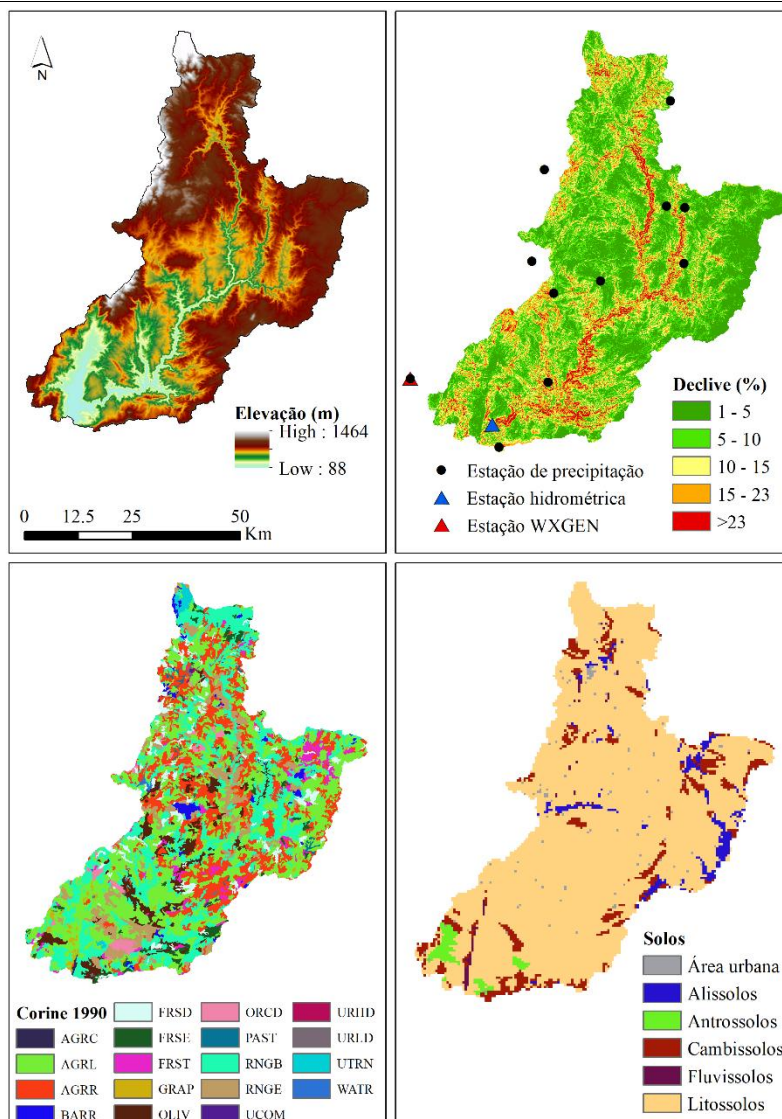 N
Elevação (m)
High : 1464
Low : 88
0 12.5 25 50
Km
Declive (%)
1 - 5
5 - 10
10 - 15
15 - 23
>23
Estação de precipitação
Estação hidrométrica
Estação WXGEN
Corine 1990
AGRC
AGRL
AGRR
BARR
FRSD
FRSE
FRST
GRAP
OLIV
ORCD
PAST
RNGB
RNGE
UCOM
URHD
URLD
UTRN
WATR
Solos
Área urbana
Alissolos
Antrossolos
Cambissolos
Fluvissolos
Litossolos